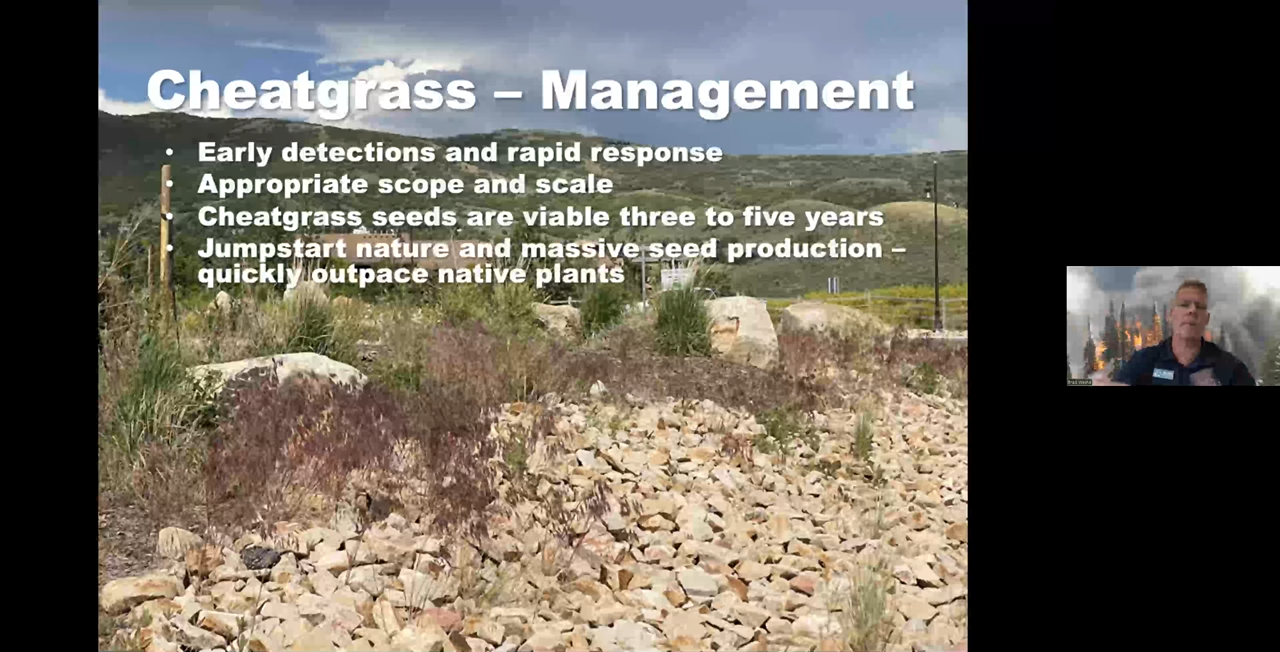 Cheatgrass – Management
• Early detections and rapid response
• Appropriate scope and scale
• Cheatgrass seeds are viable three to five years
• Jumpstart nature and massive seed production –
quickly outpace native plants